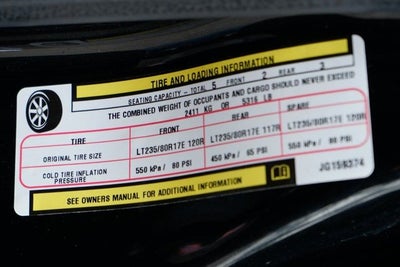 TIRE AND LOADING INFORMATION
SEATING CAPACITY - TOTAL 5 FRONT 2 REAR 3
THE COMBINED WEIGHT OF OCCUPANTS AND CARGO SHOULD NEVER EXCEED
2411 KG OR 5316 LB
TIRE FRONT REAR SPARE
ORIGINAL TIRE SIZE LT235/80R17E 120R LT235/80R17E 117R LT235/80R17E 120R
COLD TIRE INFLATION PRESSURE 550 kPa / 80 PSI 450 kPa / 65 PSI 550 kPa / 80 PSI
SEE OWNERS MANUAL FOR ADDITIONAL INFORMATION
JG158374